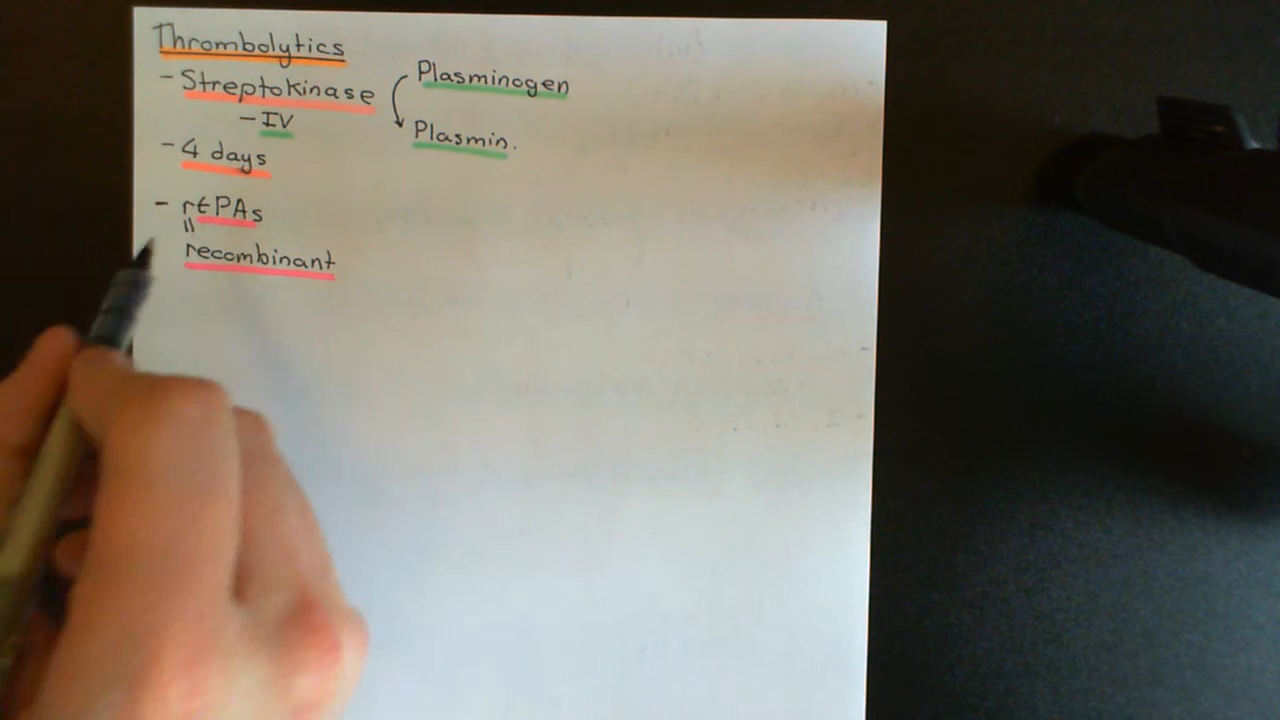 Thrombolytics
- Streptokinase
- IV
Plasminogen
Plasmin.
- 4 days
- rtPAs
recombinant